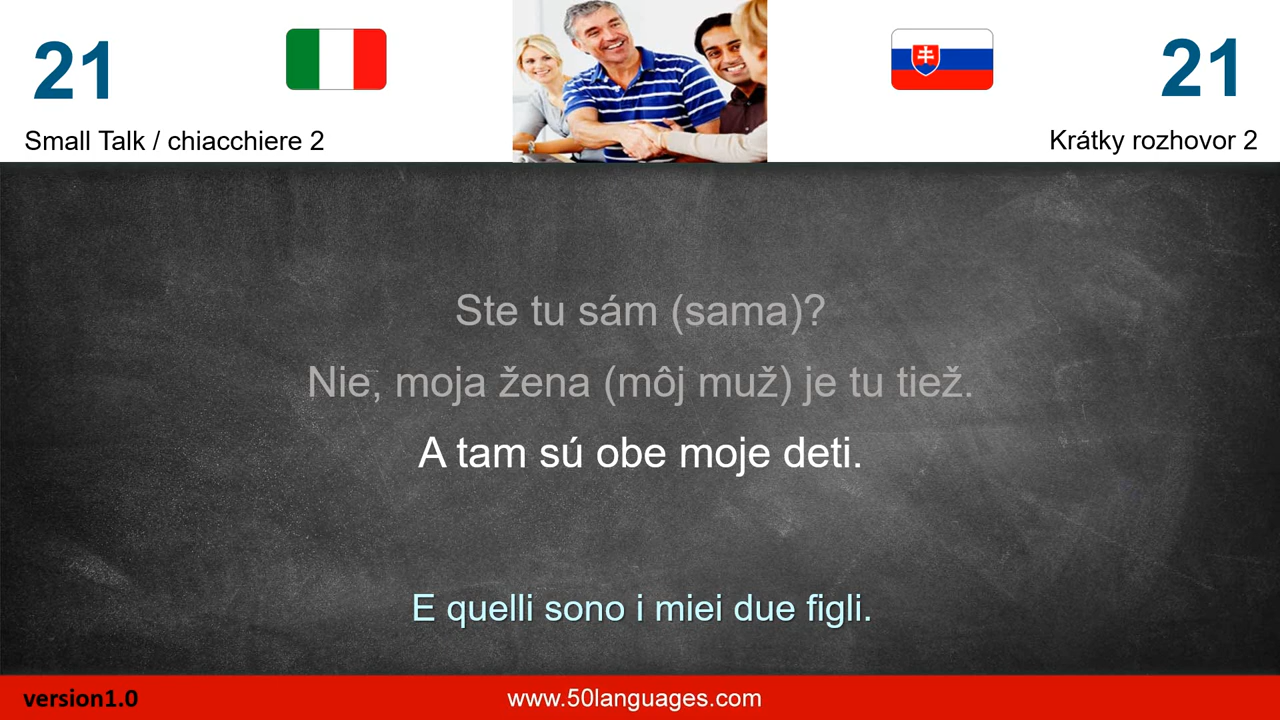 21
21
Small Talk / chiacchiere 2
Krátky rozhovor 2
Ste tu sám (sama)?
Nie, moja žena (môj muž) je tu tiež.
A tam sú obe moje deti.
E quelli sono i miei due figli.
version1.0
www.50languages.com